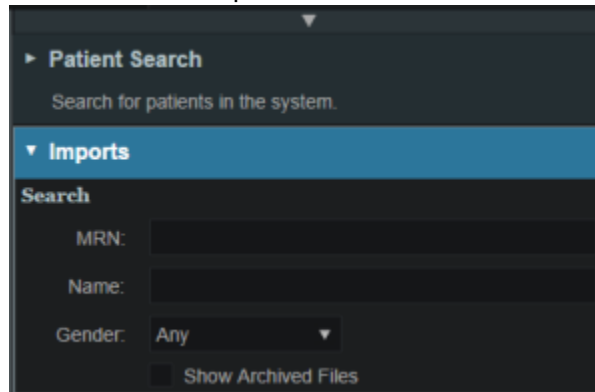 Patient Search
Search for patients in the system.
Imports
Search
MRN:
Name:
Gender: Any
Show Archived Files